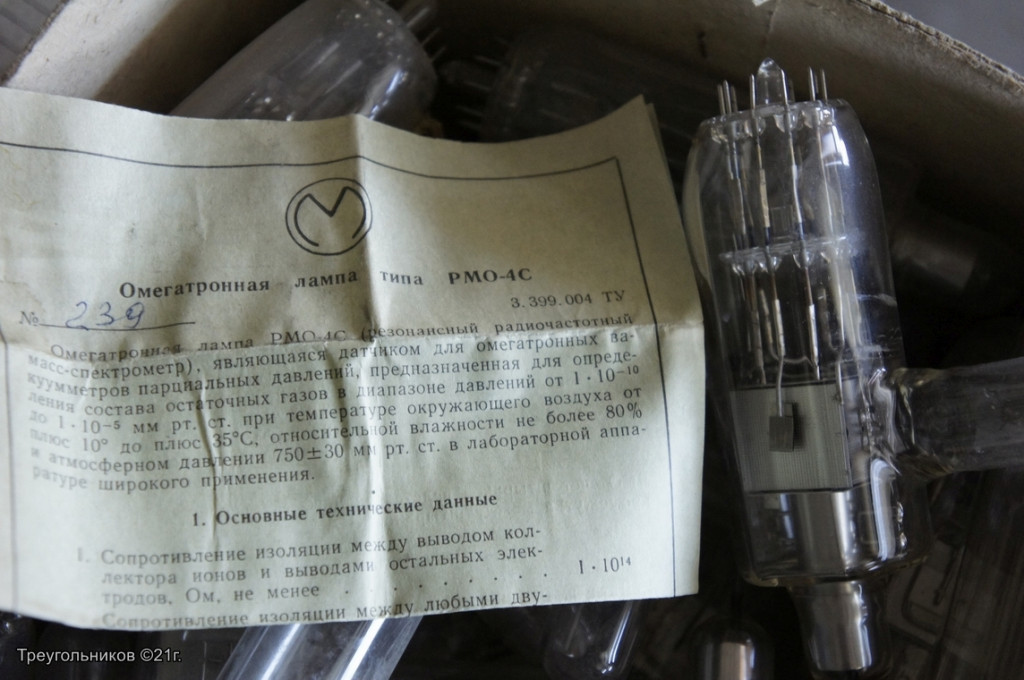 Омегатронная лампа типа РМО-4С
3.399.004 ТУ
№ 239
Омегатронная лампа РМО-4С (резонансный радиочастотный
масс-спектрометр), являющаяся датчиком для омегатронных ва-
куумметров парциальных давлений, предназначенная для опреде-
ления состава остаточных газов в диапазоне давлений от 1·10⁻¹⁰
до 1·10⁻⁵ мм рт. ст. при температуре окружающего воздуха от
плюс 10° до плюс 35°С, относительной влажности не более 80%
и атмосферном давлении 750±30 мм рт. ст. в лабораторной аппа-
ратуре широкого применения.
1. Основные технические данные
1. Сопротивление изоляции между выводом кол-
лектора ионов и выводами остальных элек-
тродов, Ом, не менее . . . . . . . 1·10¹⁴
Сопротивление изоляции между любыми дву-
Треугольников ©21г.